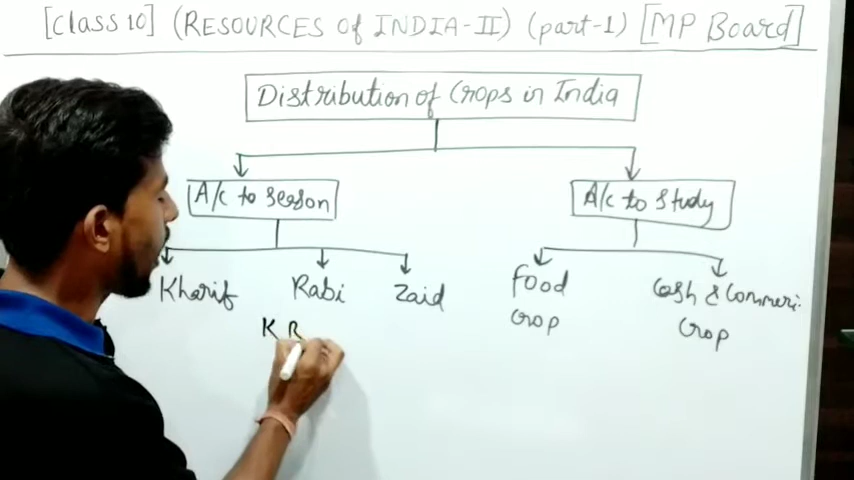 [Class 10] (RESOURCES of INDIA-II) (part-1) [MP Board]
Distribution of Crops in India
A/c to Season
A/c to Study
Kharif Rabi Zaid
Food Crop
Cash & Commeri. Crop
K R